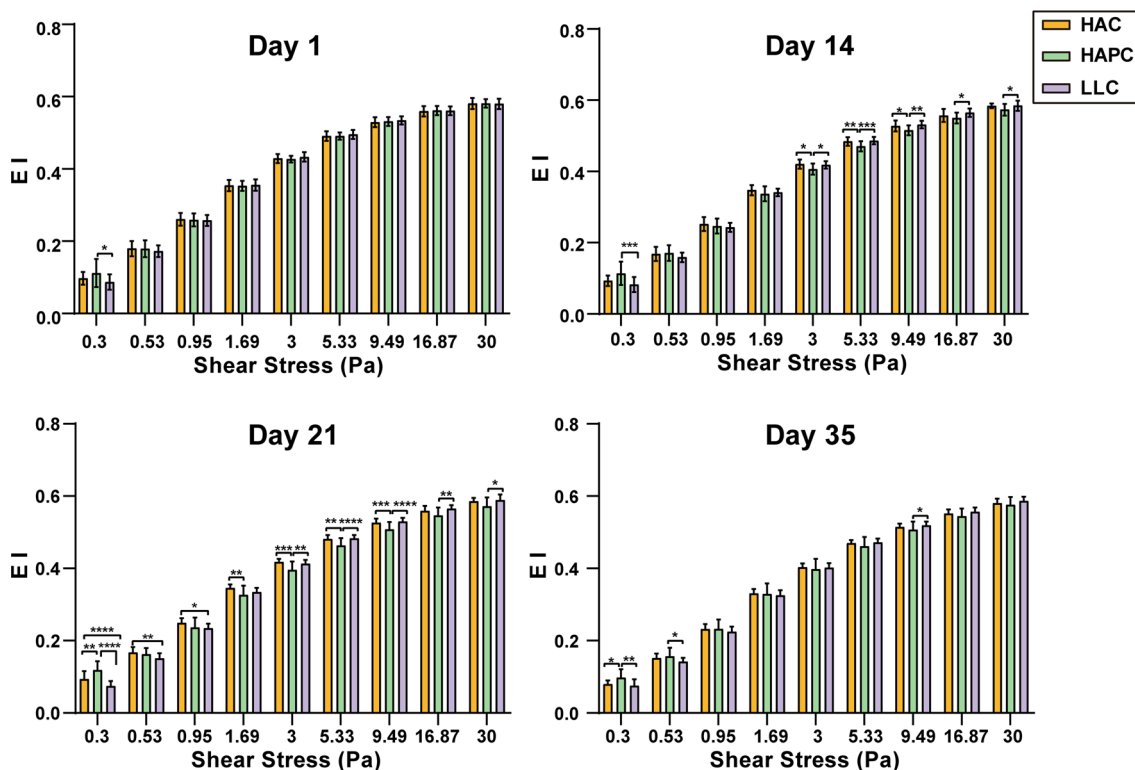 HAC
HAPC
LLC
Day 1
0.8
0.6
0.4
0.2
0.0
E I
*
0.3 0.53 0.95 1.69 3 5.33 9.49 16.87 30
Shear Stress (Pa)
Day 14
0.8
0.6
0.4
0.2
0.0
E I
*** * * ** *** * ** * *
0.3 0.53 0.95 1.69 3 5.33 9.49 16.87 30
Shear Stress (Pa)
Day 21
0.8
0.6
0.4
0.2
0.0
E I
****
** **** ** * ** *** ** ** **** *** **** ** *
0.3 0.53 0.95 1.69 3 5.33 9.49 16.87 30
Shear Stress (Pa)
Day 35
0.8
0.6
0.4
0.2
0.0
E I
* ** * *
0.3 0.53 0.95 1.69 3 5.33 9.49 16.87 30
Shear Stress (Pa)